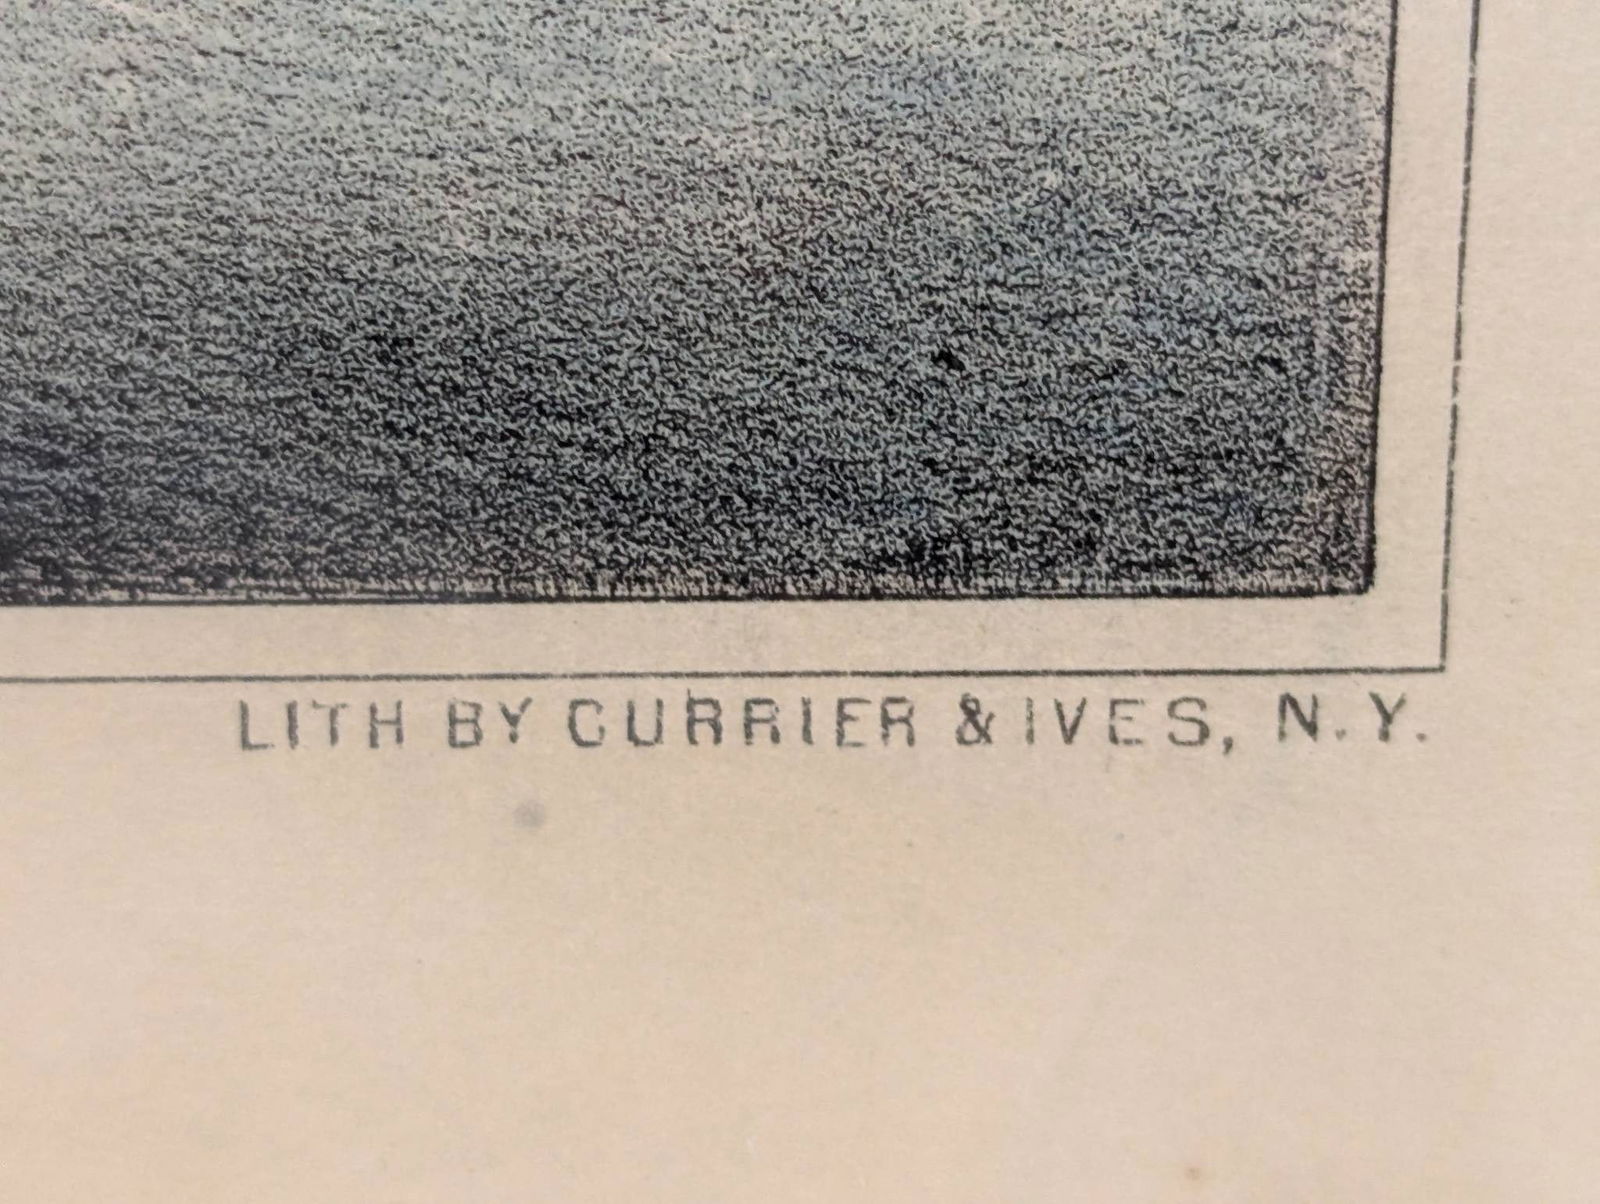 LITH BY CURRIER & IVES, N.Y.